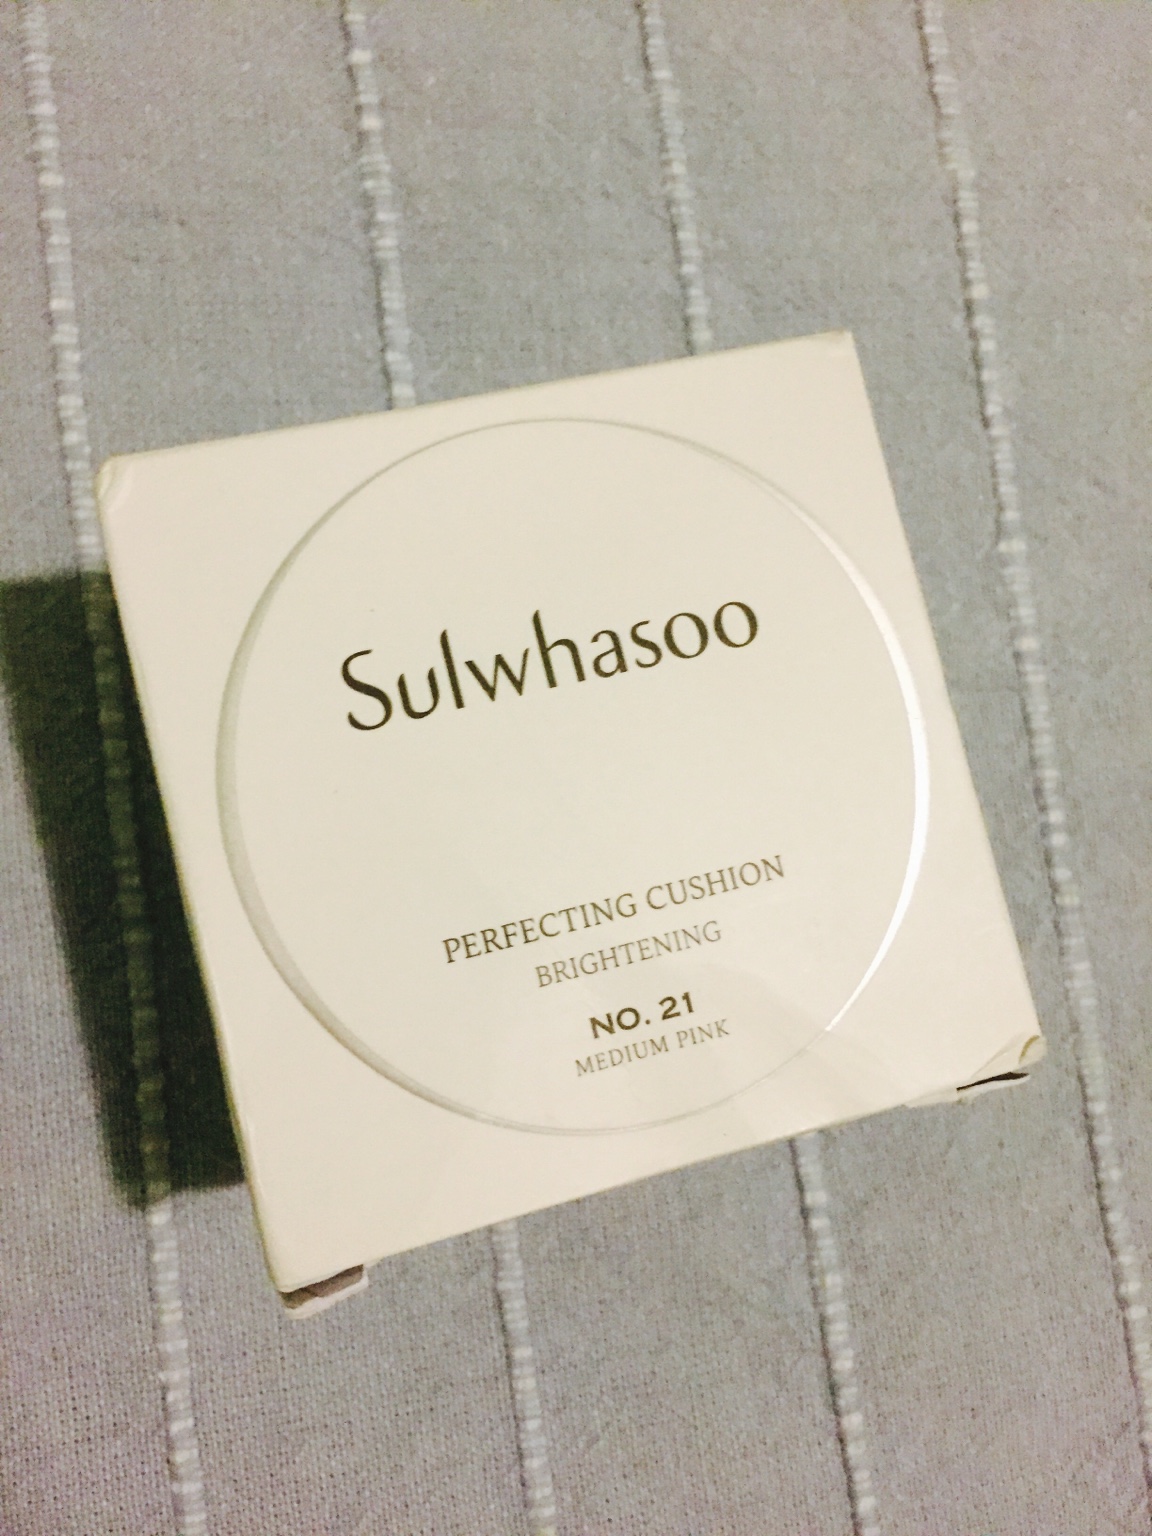 Sulwhasoo
PERFECTING CUSHION
BRIGHTENING
NO. 21
MEDIUM PINK